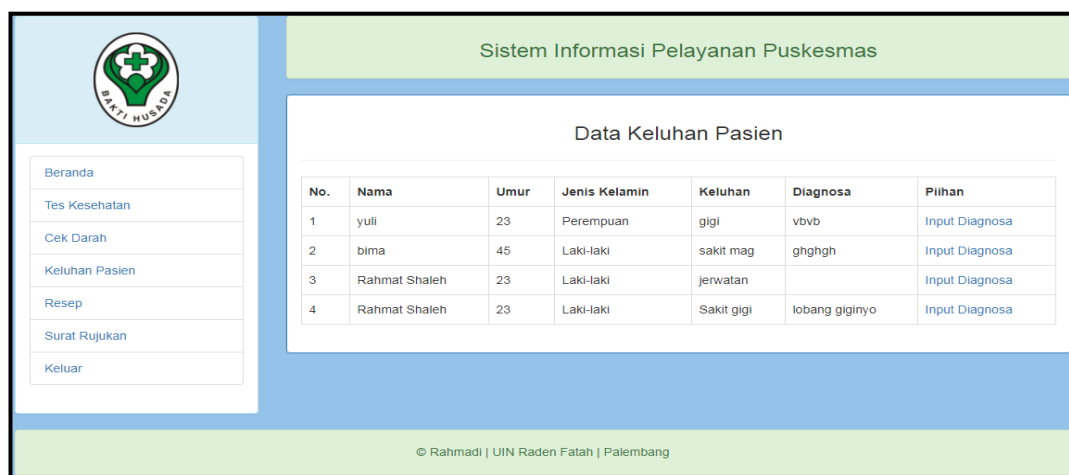 BAKTI HUSADA
Sistem Informasi Pelayanan Puskesmas
Beranda
Tes Kesehatan
Cek Darah
Keluhan Pasien
Resep
Surat Rujukan
Keluar
Data Keluhan Pasien
No. Nama Umur Jenis Kelamin Keluhan Diagnosa Piihan
1 yuli 23 Perempuan gigi vbvb Input Diagnosa
2 bima 45 Laki-laki sakit mag ghghgh Input Diagnosa
3 Rahmat Shaleh 23 Laki-laki jerwatan Input Diagnosa
4 Rahmat Shaleh 23 Laki-laki Sakit gigi lobang giginyo Input Diagnosa
© Rahmadi | UIN Raden Fatah | Palembang